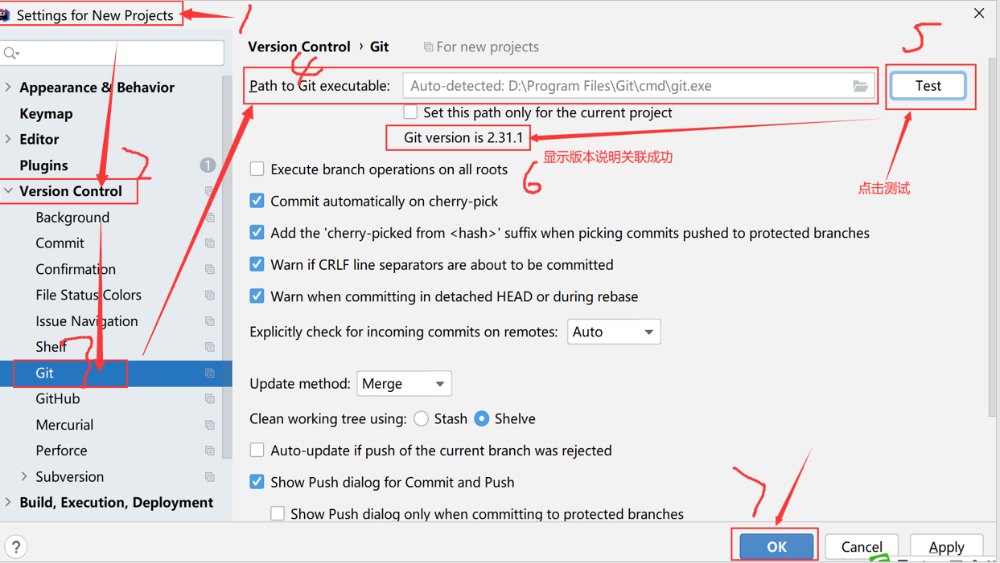 Settings for New Projects
1
Version Control › Git
For new projects
5
4
Path to Git executable:
Auto-detected: D:\Program Files\Git\cmd\git.exe
Test
Set this path only for the current project
Git version is 2.31.1
显示版本说明关联成功
6
点击测试
Execute branch operations on all roots
Commit automatically on cherry-pick
Add the 'cherry-picked from <hash>' suffix when picking commits pushed to protected branches
Warn if CRLF line separators are about to be committed
Warn when committing in detached HEAD or during rebase
Explicitly check for incoming commits on remotes: Auto
Update method: Merge
Clean working tree using: Stash Shelve
Auto-update if push of the current branch was rejected
Show Push dialog for Commit and Push
Show Push dialog only when committing to protected branches
Appearance & Behavior
Keymap
Editor
Plugins 1
2
Version Control
Background
Commit
Confirmation
File Status Colors
Issue Navigation
Shelf
3
Git
GitHub
Mercurial
Perforce
Subversion
Build, Execution, Deployment
7
?
OK
Cancel
Apply